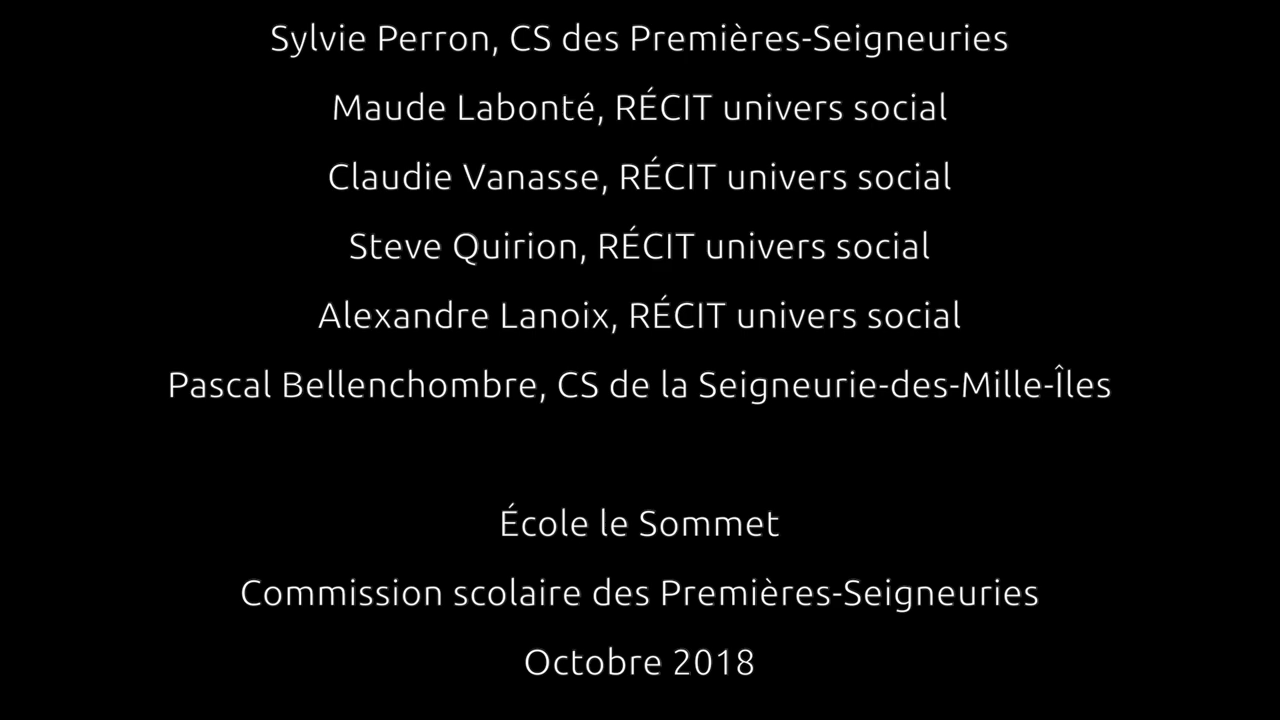 Sylvie Perron, CS des Premières-Seigneuries
Maude Labonté, RÉCIT univers social
Claudie Vanasse, RÉCIT univers social
Steve Quirion, RÉCIT univers social
Alexandre Lanoix, RÉCIT univers social
Pascal Bellenchombre, CS de la Seigneurie-des-Mille-Îles
École le Sommet
Commission scolaire des Premières-Seigneuries
Octobre 2018